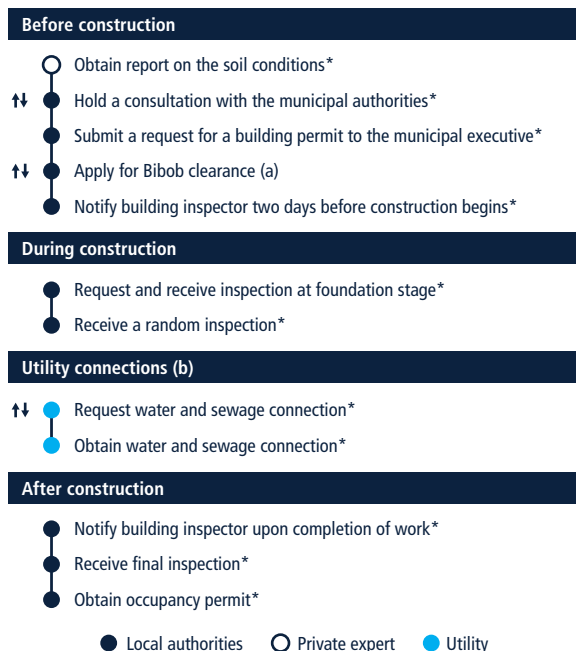 Before construction
Obtain report on the soil conditions*
Hold a consultation with the municipal authorities*
Submit a request for a building permit to the municipal executive*
Apply for Bibob clearance (a)
Notify building inspector two days before construction begins*
During construction
Request and receive inspection at foundation stage*
Receive a random inspection*
Utility connections (b)
Request water and sewage connection*
Obtain water and sewage connection*
After construction
Notify building inspector upon completion of work*
Receive final inspection*
Obtain occupancy permit*
Local authorities Private expert Utility